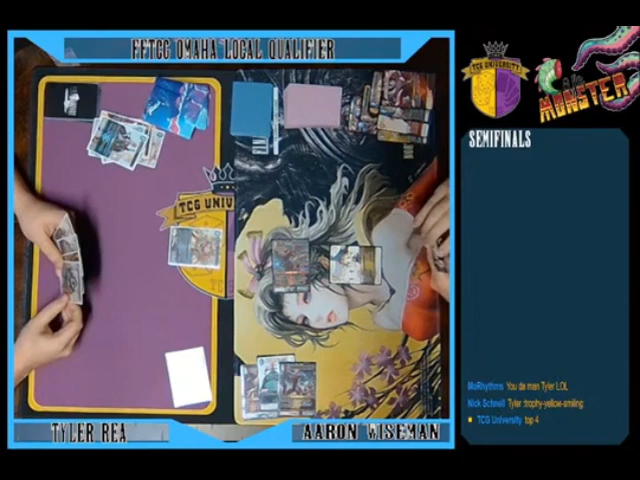 FFTCG OMAHA LOCAL QUALIFIER
TCG UNIVERSITY
MONSTER
SEMIFINALS
TCG UNIV
MoRhythms You da man Tyler LOL
Nick Schnell Tyler :trophy-yellow-smiling:
TCG University top 4
TYLER REA
AARON WISEMAN